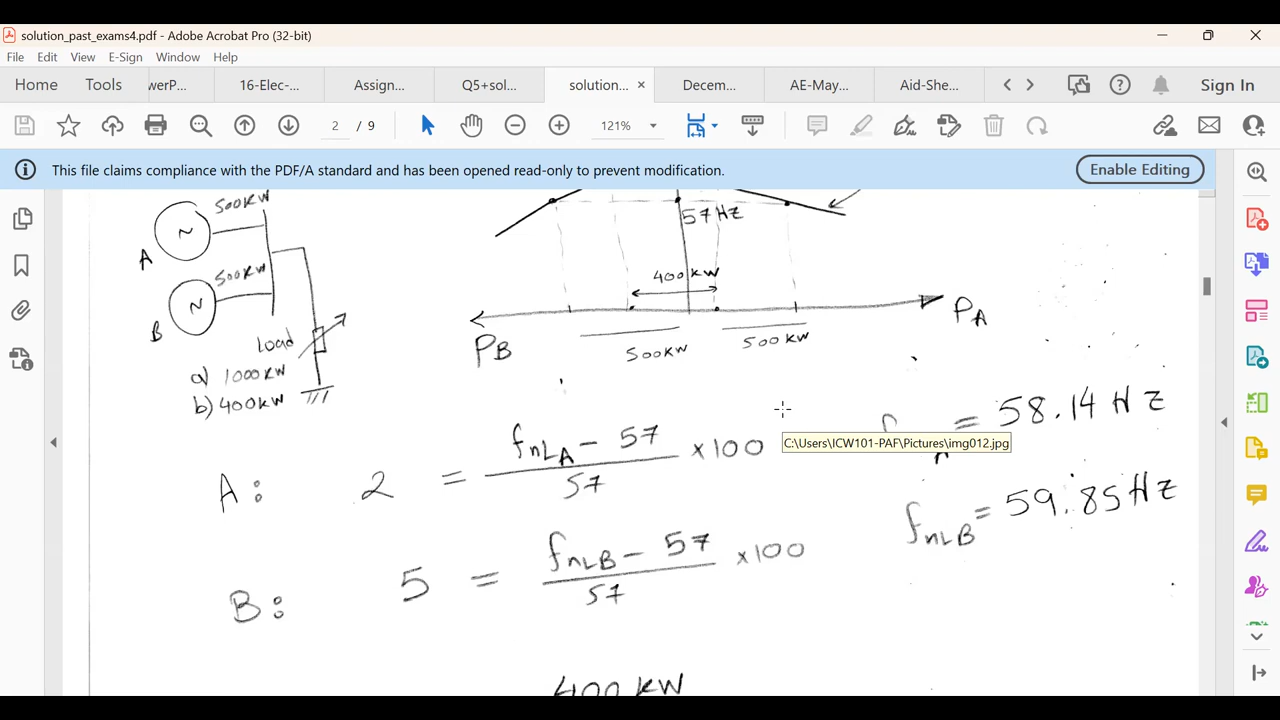 solution_past_exams4.pdf - Adobe Acrobat Pro (32-bit)
File Edit View E-Sign Window Help
Home Tools werP... 16-Elec-... Assign... Q5+sol... solution... × Decem... AE-May... Aid-She... Sign In
2 / 9 121%
This file claims compliance with the PDF/A standard and has been opened read-only to prevent modification. Enable Editing
500KW
A
500KW
B
Load
a) 1000KW
b) 400KW
57HZ
400KW
PB
PA
500KW
500KW
A: 2 = fnLA - 57 / 57 ×100
= 58.14 HZ
A
C:\Users\ICW101-PAF\Pictures\img012.jpg
B: 5 = fnLB - 57 / 57 ×100
fnLB = 59.85HZ
400 KW